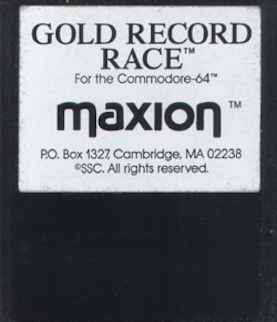 GOLD RECORD
RACE™
For the Commodore-64™
maxion™
P.O. Box 1327, Cambridge, MA 02238
©SSC. All rights reserved.